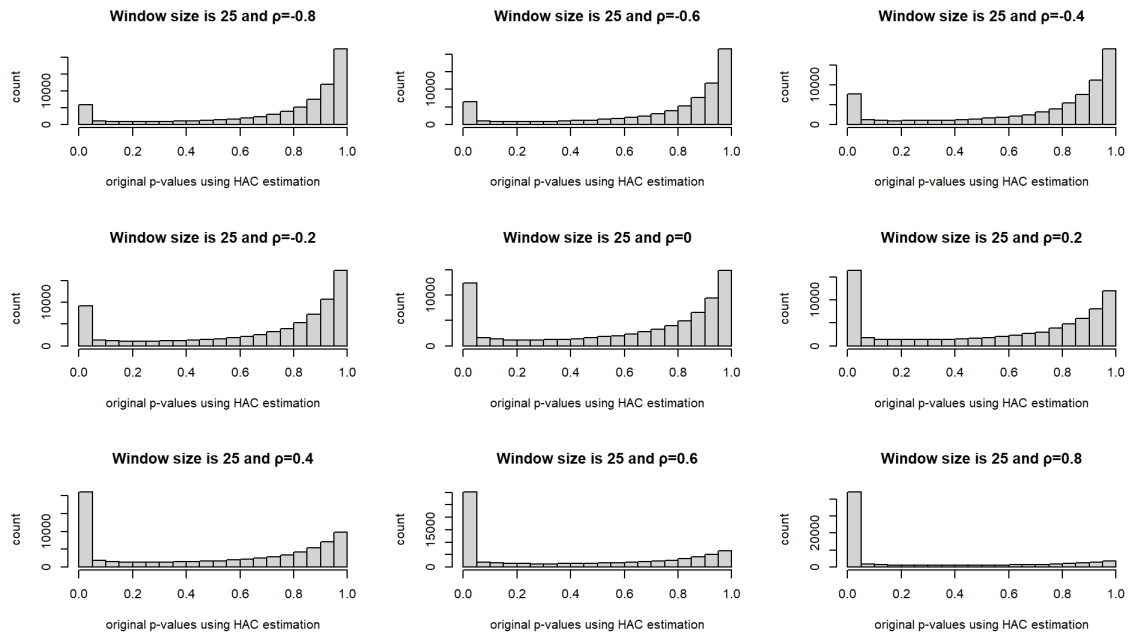 Window size is 25 and ρ=-0.8
count
0 10000
0.0 0.2 0.4 0.6 0.8 1.0
original p-values using HAC estimation
Window size is 25 and ρ=-0.6
count
0 10000
0.0 0.2 0.4 0.6 0.8 1.0
original p-values using HAC estimation
Window size is 25 and ρ=-0.4
count
0 10000
0.0 0.2 0.4 0.6 0.8 1.0
original p-values using HAC estimation
Window size is 25 and ρ=-0.2
count
0 10000
0.0 0.2 0.4 0.6 0.8 1.0
original p-values using HAC estimation
Window size is 25 and ρ=0
count
0 10000
0.0 0.2 0.4 0.6 0.8 1.0
original p-values using HAC estimation
Window size is 25 and ρ=0.2
count
0 10000
0.0 0.2 0.4 0.6 0.8 1.0
original p-values using HAC estimation
Window size is 25 and ρ=0.4
count
0 10000
0.0 0.2 0.4 0.6 0.8 1.0
original p-values using HAC estimation
Window size is 25 and ρ=0.6
count
0 15000
0.0 0.2 0.4 0.6 0.8 1.0
original p-values using HAC estimation
Window size is 25 and ρ=0.8
count
0 20000
0.0 0.2 0.4 0.6 0.8 1.0
original p-values using HAC estimation